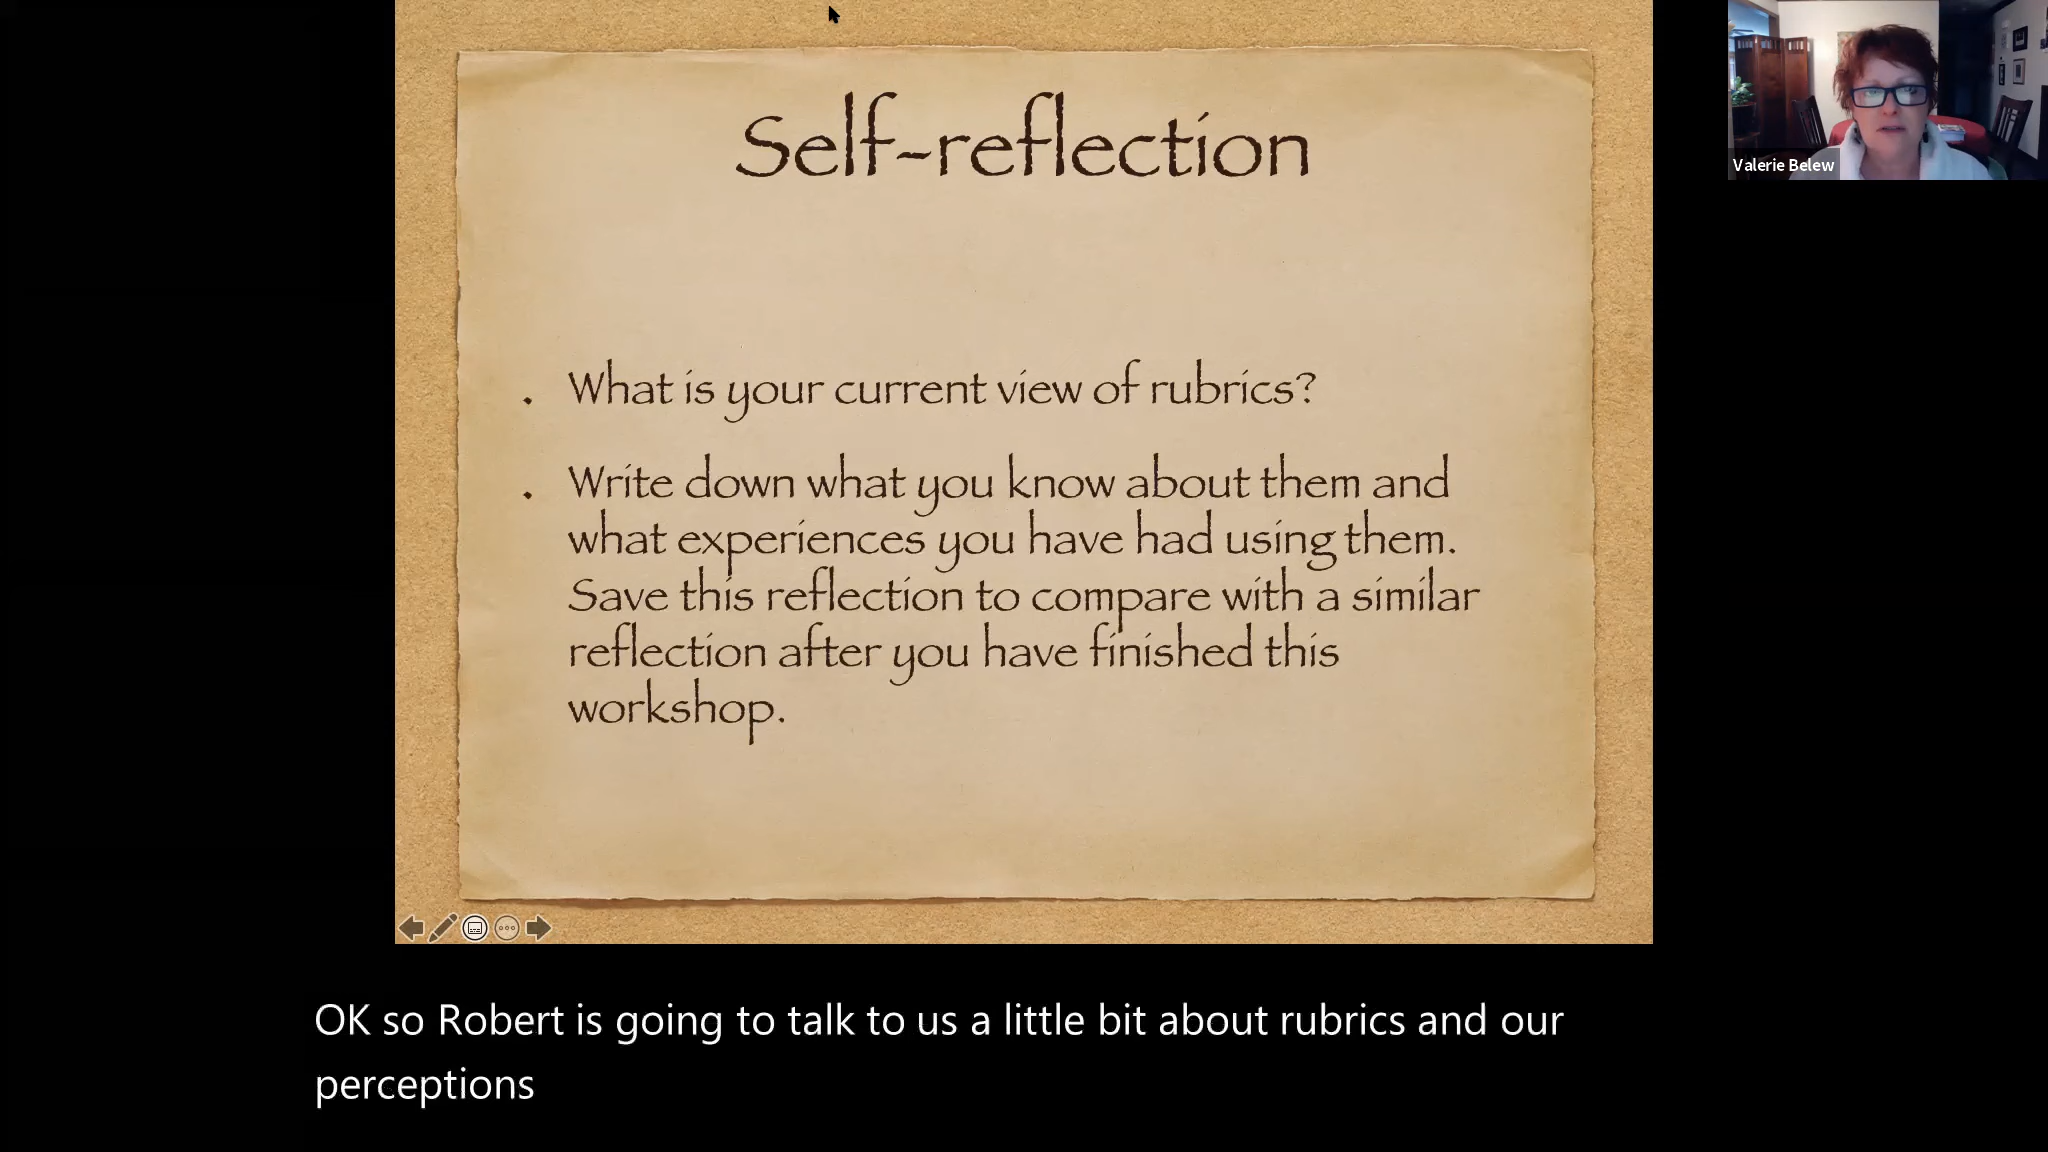 Self-reflection
Valerie Belew
. What is your current view of rubrics?
. Write down what you know about them and
what experiences you have had using them.
Save this reflection to compare with a similar
reflection after you have finished this
workshop.
OK so Robert is going to talk to us a little bit about rubrics and our
perceptions